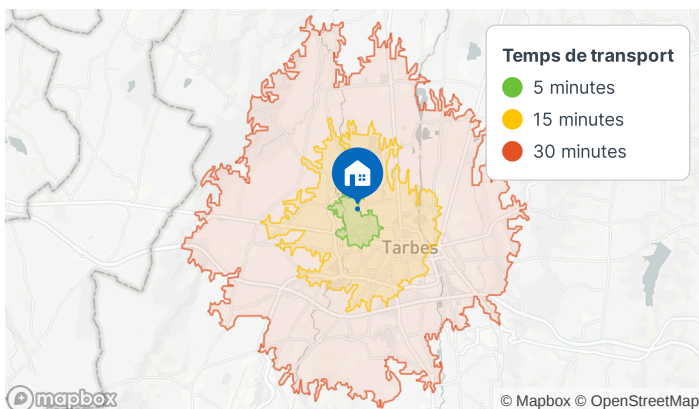 Temps de transport
5 minutes
15 minutes
30 minutes
Tarbes
mapbox
© Mapbox © OpenStreetMap